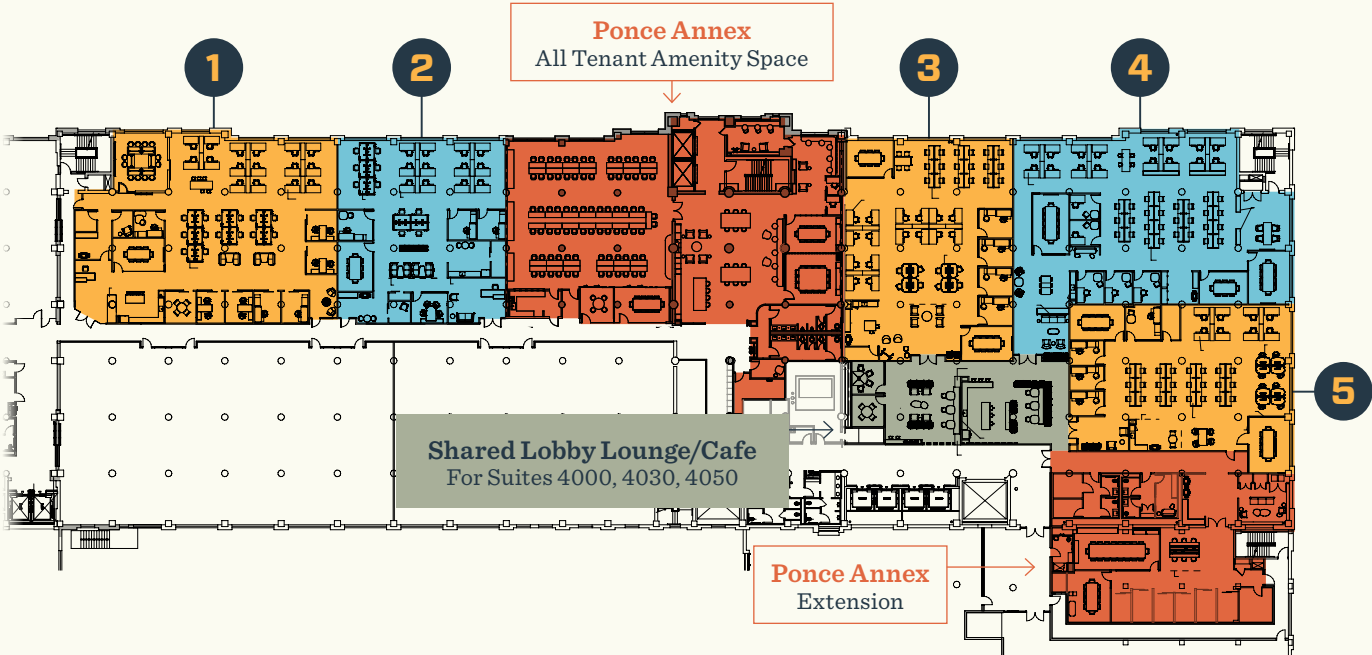 Ponce Annex
All Tenant Amenity Space
1
2
3
4
5
Shared Lobby Lounge/Cafe
For Suites 4000, 4030, 4050
Ponce Annex
Extension